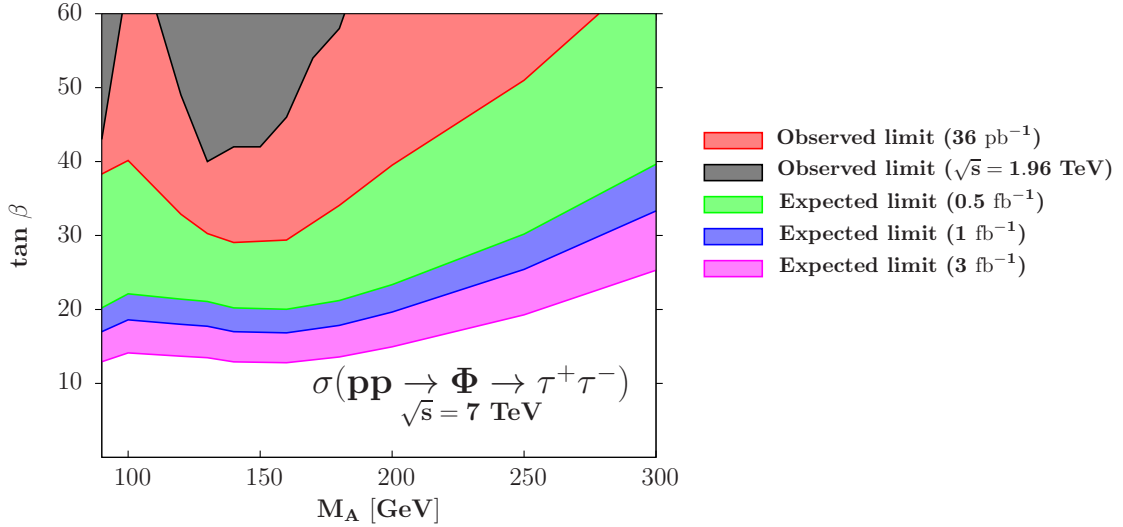 60
50
40
30
20
10
tan β
100 150 200 250 300
M_A [GeV]
σ(pp → Φ → τ⁺τ⁻)
√s = 7 TeV
Observed limit (36 pb⁻¹)
Observed limit (√s = 1.96 TeV)
Expected limit (0.5 fb⁻¹)
Expected limit (1 fb⁻¹)
Expected limit (3 fb⁻¹)